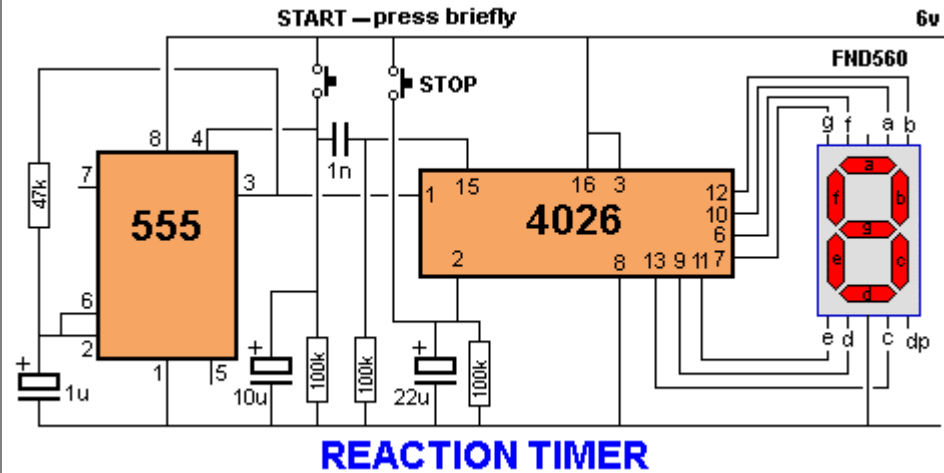 START — press briefly
6v
FND560
STOP
g f a b
8 4
1n
7
3
47k
555
1 15 16 3 12
4026
10
6
2 8 13 9 11 7
a
f b
g
e c
d
6
2
1 5
+
1u
+
10u
100k
100k
+
22u
100k
e d c dp
REACTION TIMER